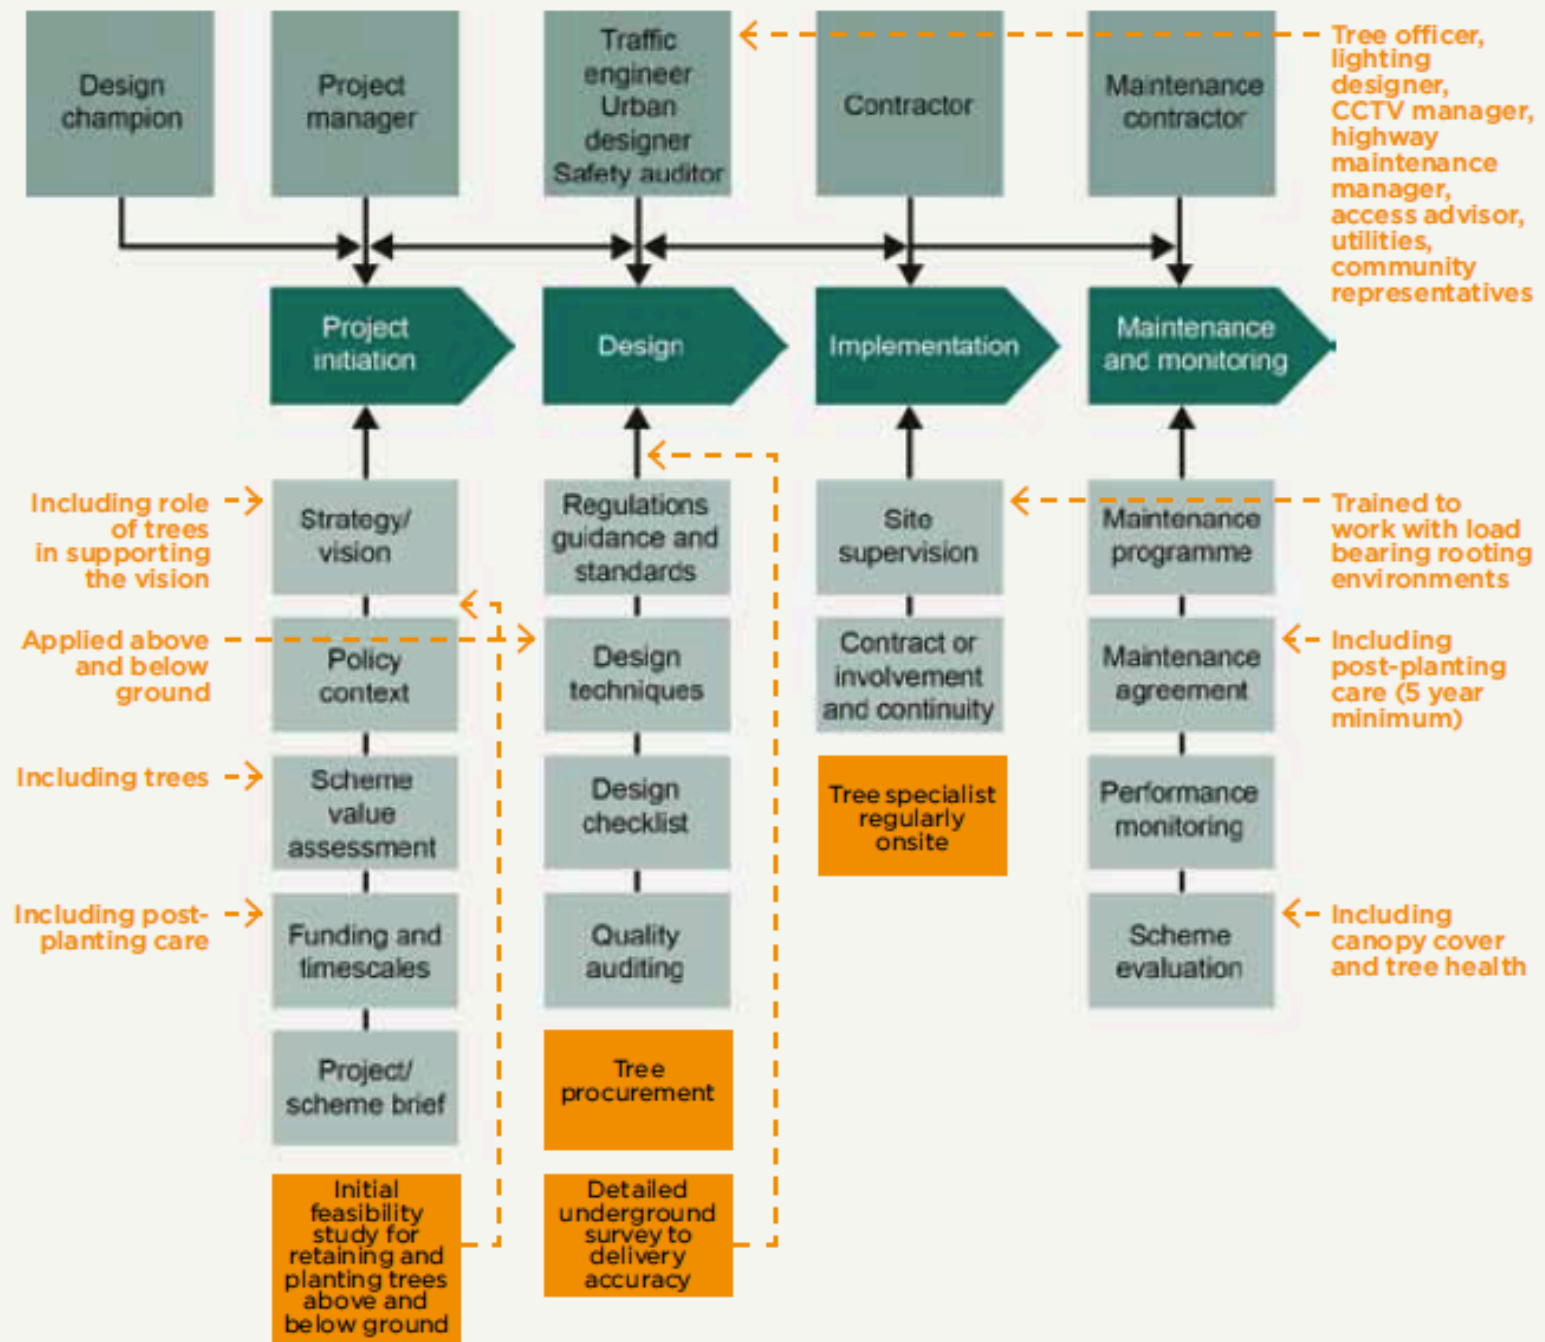 Design
champion
Project
manager
Traffic
engineer
Urban
designer
Safety auditor
Contractor
Maintenance
contractor
Tree officer,
lighting
designer,
CCTV manager,
highway
maintenance
manager,
access advisor,
utilities,
community
representatives
Project
initiation
Design
Implementation
Maintenance
and monitoring
Including role
of trees
in supporting
the vision
Strategy/
vision
Regulations
guidance and
standards
Site
supervision
Maintenance
programme
Trained to
work with load
bearing rooting
environments
Applied above
and below
ground
Policy
context
Design
techniques
Contract or
involvement
and continuity
Maintenance
agreement
Including
post-planting
care (5 year
minimum)
Including trees
Scheme
value
assessment
Design
checklist
Tree specialist
regularly
onsite
Performance
monitoring
Including post-
planting care
Funding and
timescales
Quality
auditing
Scheme
evaluation
Including
canopy cover
and tree health
Project/
scheme brief
Tree
procurement
Initial
feasibility
study for
retaining and
planting trees
above and
below ground
Detailed
underground
survey to
delivery
accuracy